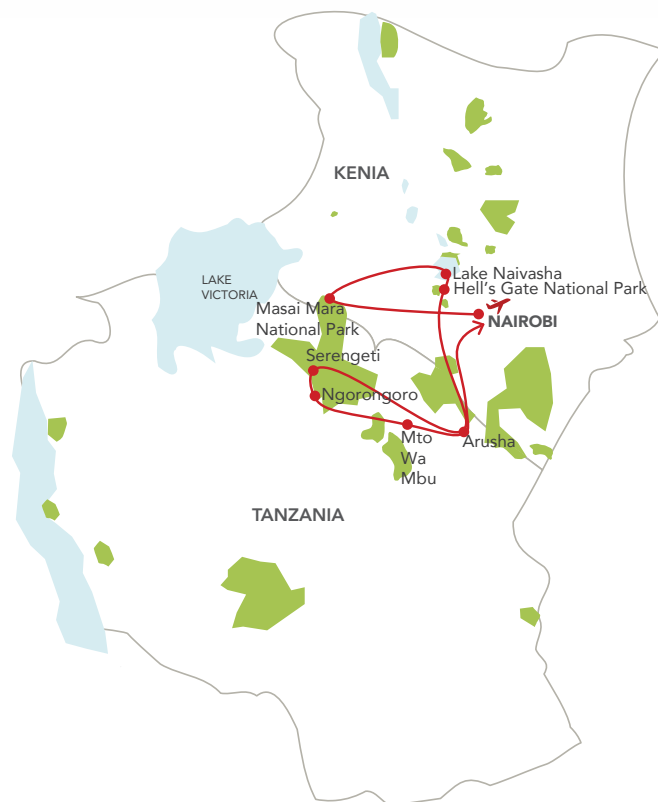 KENIA
LAKE
VICTORIA
Lake Naivasha
Hell's Gate National Park
Masai Mara
National Park
NAIROBI
Serengeti
Ngorongoro
Mto
Wa
Mbu
Arusha
TANZANIA